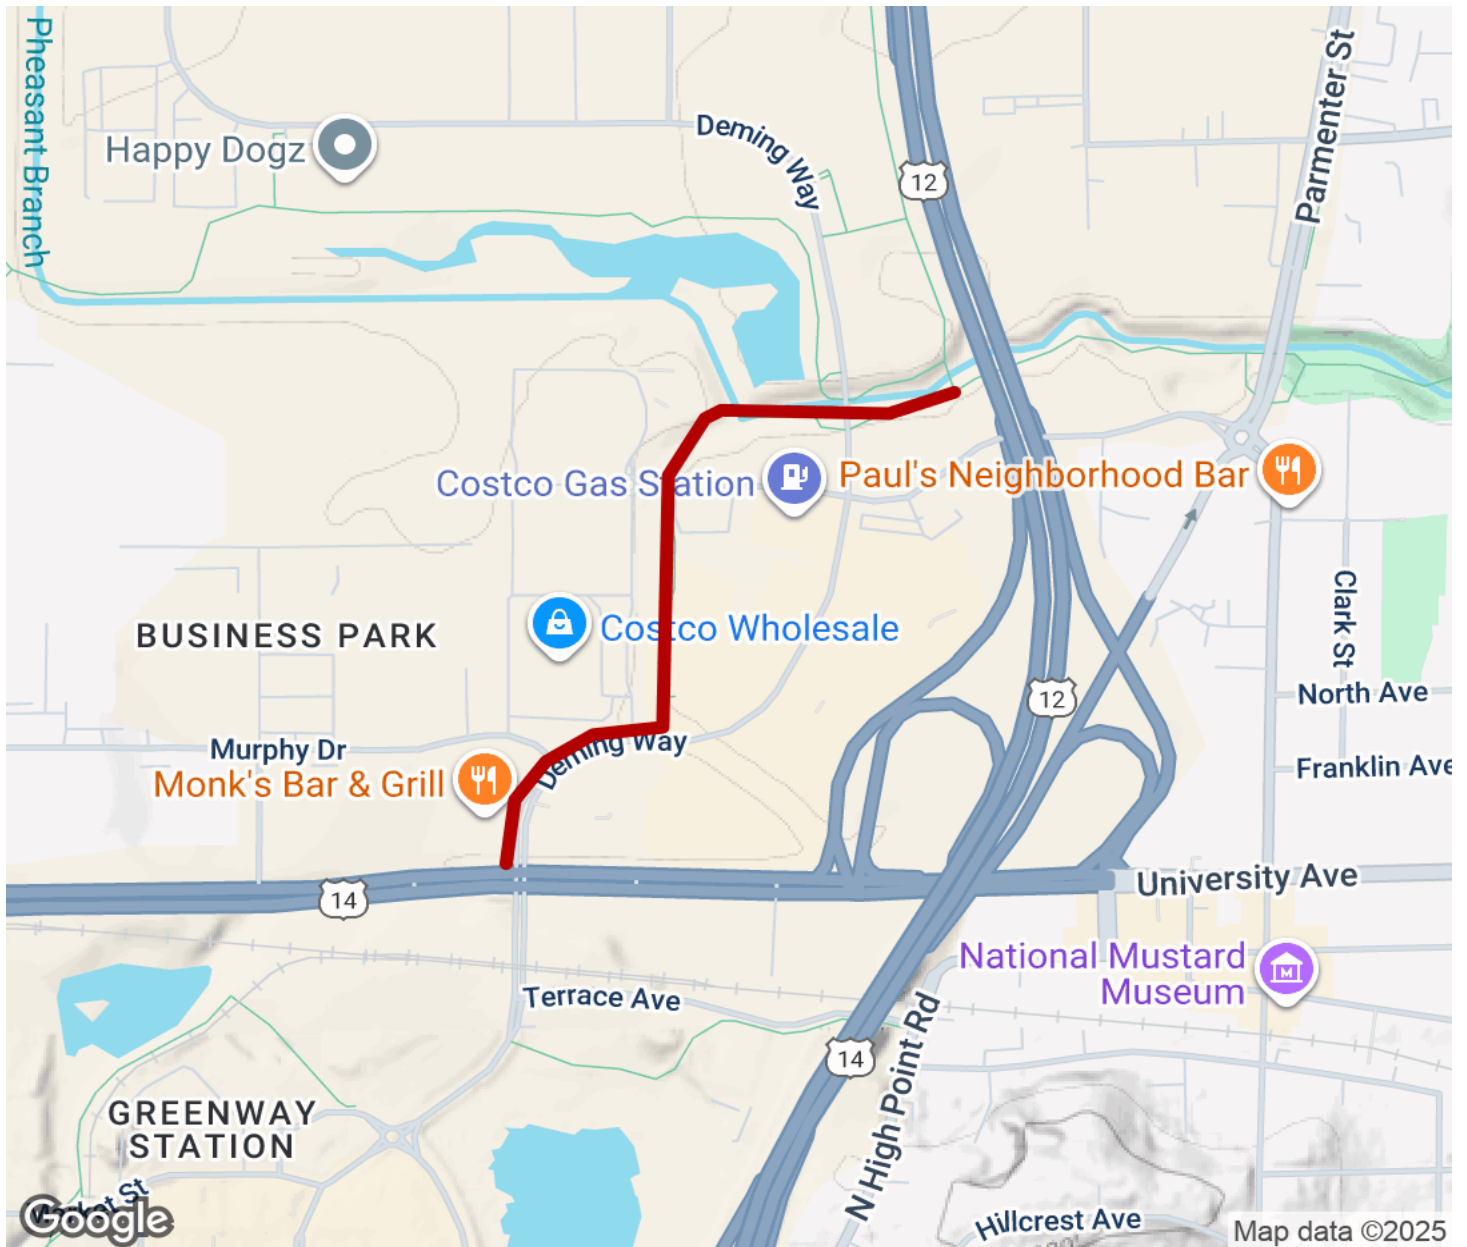 Pheasant Branch
Parmenter St
Deming Way
Happy Dogz
12
Costco Gas Station
Paul's Neighborhood Bar
Clark St
BUSINESS PARK
Costco Wholesale
12
North Ave
Murphy Dr
Deming Way
Monk's Bar & Grill
Franklin Ave
14
University Ave
National Mustard
Museum
Terrace Ave
N High Point Rd
14
GREENWAY
STATION
Market St
Google
Hillcrest Ave
Map data ©2025